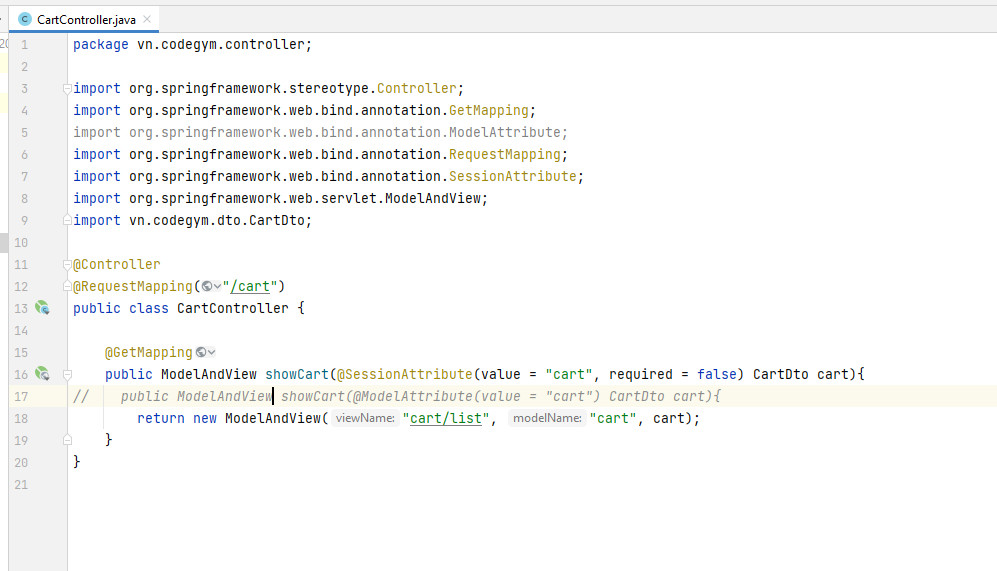 CartController.java
1 package vn.codegym.controller;
2
3 import org.springframework.stereotype.Controller;
4 import org.springframework.web.bind.annotation.GetMapping;
5 import org.springframework.web.bind.annotation.ModelAttribute;
6 import org.springframework.web.bind.annotation.RequestMapping;
7 import org.springframework.web.bind.annotation.SessionAttribute;
8 import org.springframework.web.servlet.ModelAndView;
9 import vn.codegym.dto.CartDto;
10
11 @Controller
12 @RequestMapping("/cart")
13 public class CartController {
14
15 @GetMapping
16 public ModelAndView showCart(@SessionAttribute(value = "cart", required = false) CartDto cart){
17 // public ModelAndView showCart(@ModelAttribute(value = "cart") CartDto cart){
18 return new ModelAndView( viewName: "cart/list", modelName: "cart", cart);
19 }
20 }
21